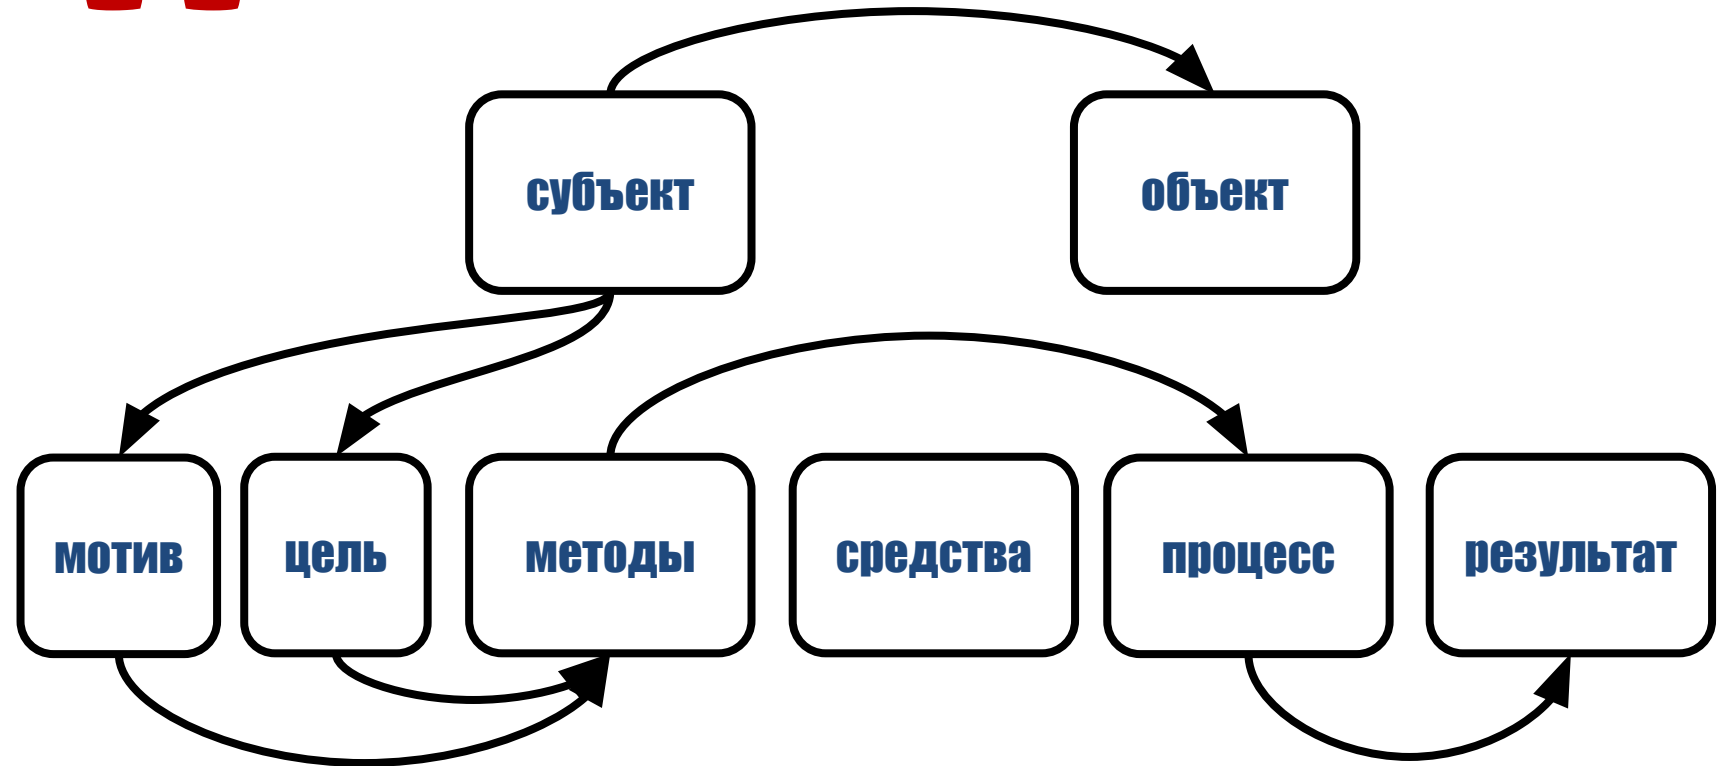 субъект
объект
мотив
цель
методы
средства
процесс
результат